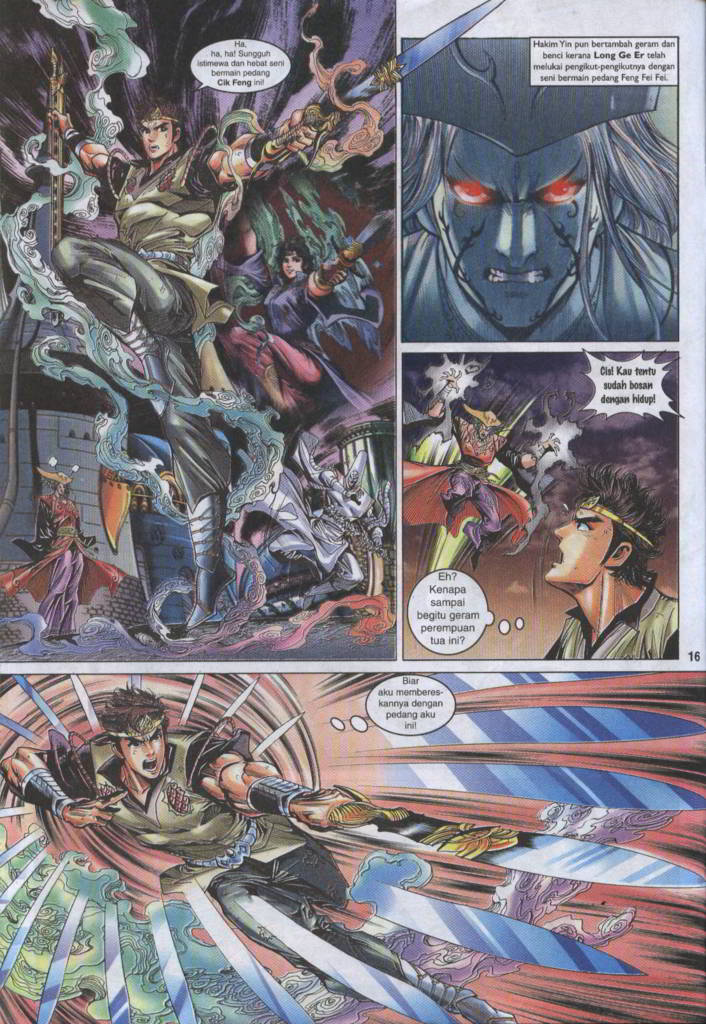 Ha,
ha, ha! Sungguh
istimewa dan hebat seni
bermain pedang
Cik Feng ini!
Hakim Yin pun bertambah geram dan
benci kerana Long Ge Er telah
melukai pengikut-pengikutnya dengan
seni bermain pedang Feng Fei Fei.
Cis! Kau tentu
sudah bosan
dengan hidup!
Eh?
Kenapa
sampai
begitu geram
perempuan
tua ini?
16
Biar
aku memberes-
kannya dengan
pedang aku
ini!